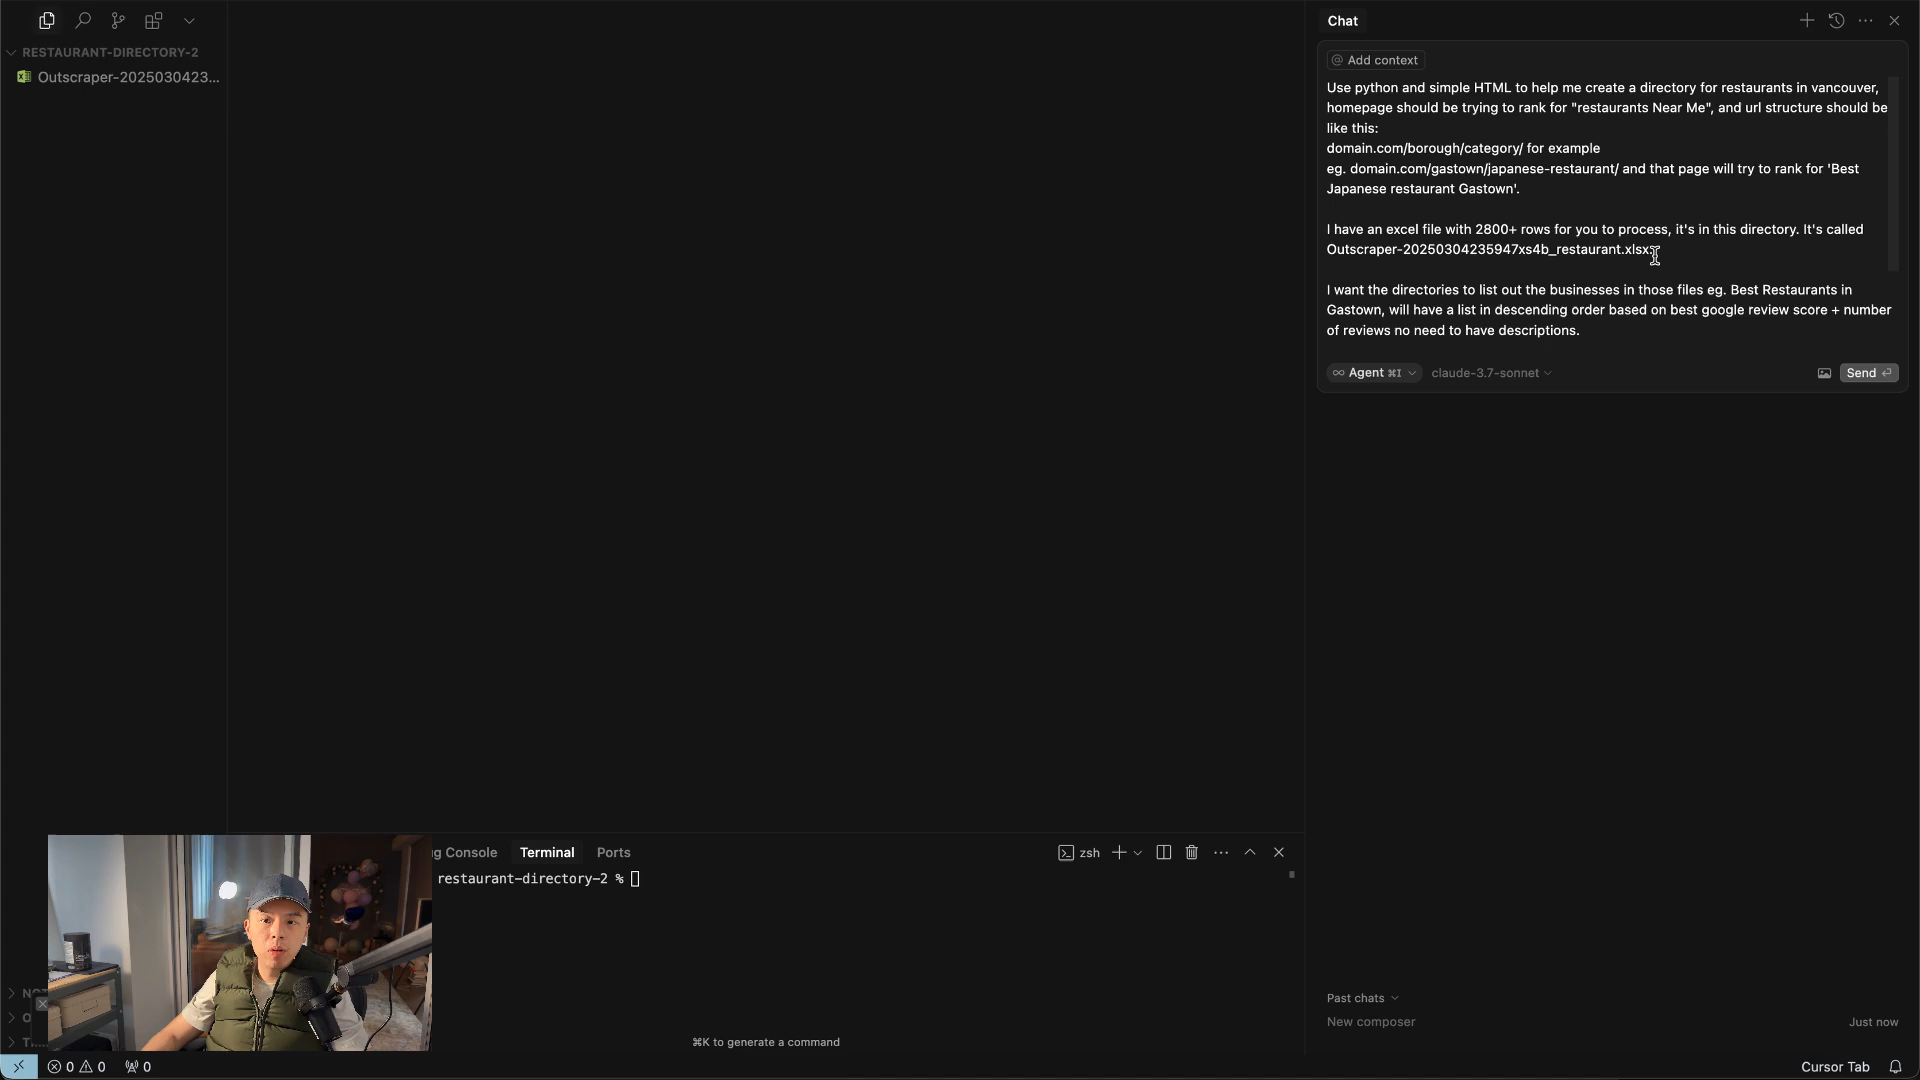 RESTAURANT-DIRECTORY-2
Outscraper-2025030423...
Chat
@ Add context
Use python and simple HTML to help me create a directory for restaurants in vancouver,
homepage should be trying to rank for "restaurants Near Me", and url structure should be
like this:
domain.com/borough/category/ for example
eg. domain.com/gastown/japanese-restaurant/ and that page will try to rank for 'Best
Japanese restaurant Gastown'.
I have an excel file with 2800+ rows for you to process, it's in this directory. It's called
Outscraper-20250304235947xs4b_restaurant.xlsx.
I want the directories to list out the businesses in those files eg. Best Restaurants in
Gastown, will have a list in descending order based on best google review score + number
of reviews no need to have descriptions.
∞ Agent ⌘I
claude-3.7-sonnet
Send ⏎
g Console Terminal Ports
zsh
restaurant-directory-2 %
⌘K to generate a command
Past chats
New composer Just now
0 0 0
Cursor Tab